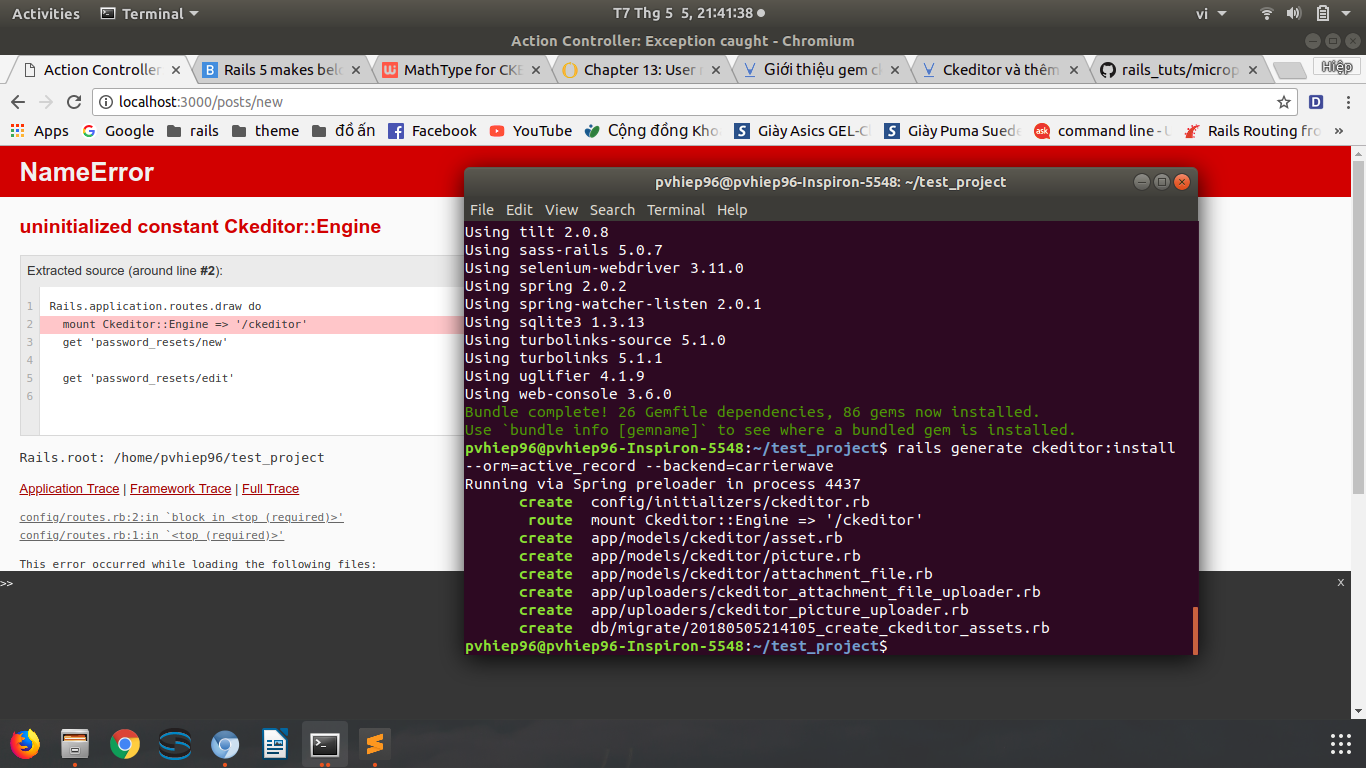 Activities Terminal T7 Thg 5 5, 21:41:38 vi
Action Controller: Exception caught - Chromium
Action Controller Rails 5 makes bel MathType for CKE Chapter 13: User Giới thiệu gem c Ckeditor và thêm rails_tuts/microp Hiệp
localhost:3000/posts/new
Apps Google rails theme đồ án Facebook YouTube Cộng đồng Kho Giày Asics GEL-C Giày Puma Suede command line - U Rails Routing fro »
NameError
uninitialized constant Ckeditor::Engine
Extracted source (around line #2):
1 Rails.application.routes.draw do
2 mount Ckeditor::Engine => '/ckeditor'
3 get 'password_resets/new'
4
5 get 'password_resets/edit'
6
Rails.root: /home/pvhiep96/test_project
Application Trace | Framework Trace | Full Trace
config/routes.rb:2:in `block in <top (required)>'
config/routes.rb:1:in `<top (required)>'
This error occurred while loading the following files:
>> x
pvhiep96@pvhiep96-Inspiron-5548: ~/test_project
File Edit View Search Terminal Help
Using tilt 2.0.8
Using sass-rails 5.0.7
Using selenium-webdriver 3.11.0
Using spring 2.0.2
Using spring-watcher-listen 2.0.1
Using sqlite3 1.3.13
Using turbolinks-source 5.1.0
Using turbolinks 5.1.1
Using uglifier 4.1.9
Using web-console 3.6.0
Bundle complete! 26 Gemfile dependencies, 86 gems now installed.
Use `bundle info [gemname]` to see where a bundled gem is installed.
pvhiep96@pvhiep96-Inspiron-5548:~/test_project$ rails generate ckeditor:install
--orm=active_record --backend=carrierwave
Running via Spring preloader in process 4437
create config/initializers/ckeditor.rb
route mount Ckeditor::Engine => '/ckeditor'
create app/models/ckeditor/asset.rb
create app/models/ckeditor/picture.rb
create app/models/ckeditor/attachment_file.rb
create app/uploaders/ckeditor_attachment_file_uploader.rb
create app/uploaders/ckeditor_picture_uploader.rb
create db/migrate/20180505214105_create_ckeditor_assets.rb
pvhiep96@pvhiep96-Inspiron-5548:~/test_project$